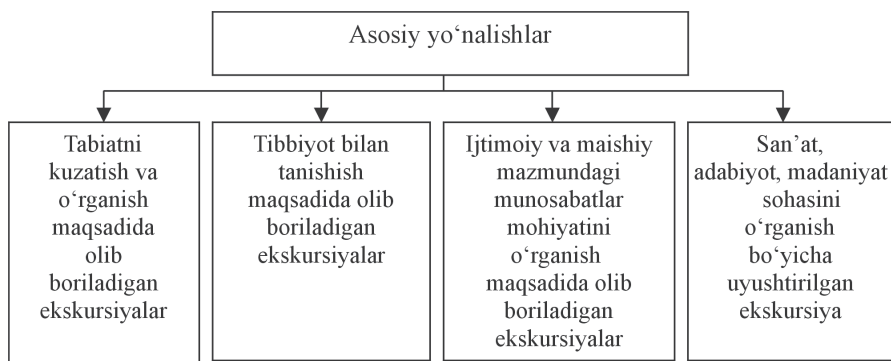 Asosiy yo‘nalishlar
Tabiatni
kuzatish va
o‘rganish
maqsadida
olib
boriladigan
ekskursiyalar
Tibbiyot bilan
tanishish
maqsadida olib
boriladigan
ekskursiyalar
Ijtimoiy va maishiy
mazmundagi
munosabatlar
mohiyatini
o‘rganish
maqsadida olib
boriladigan
ekskursiyalar
San’at,
adabiyot, madaniyat
sohasini
o‘rganish
bo‘yicha
uyushtirilgan
ekskursiya